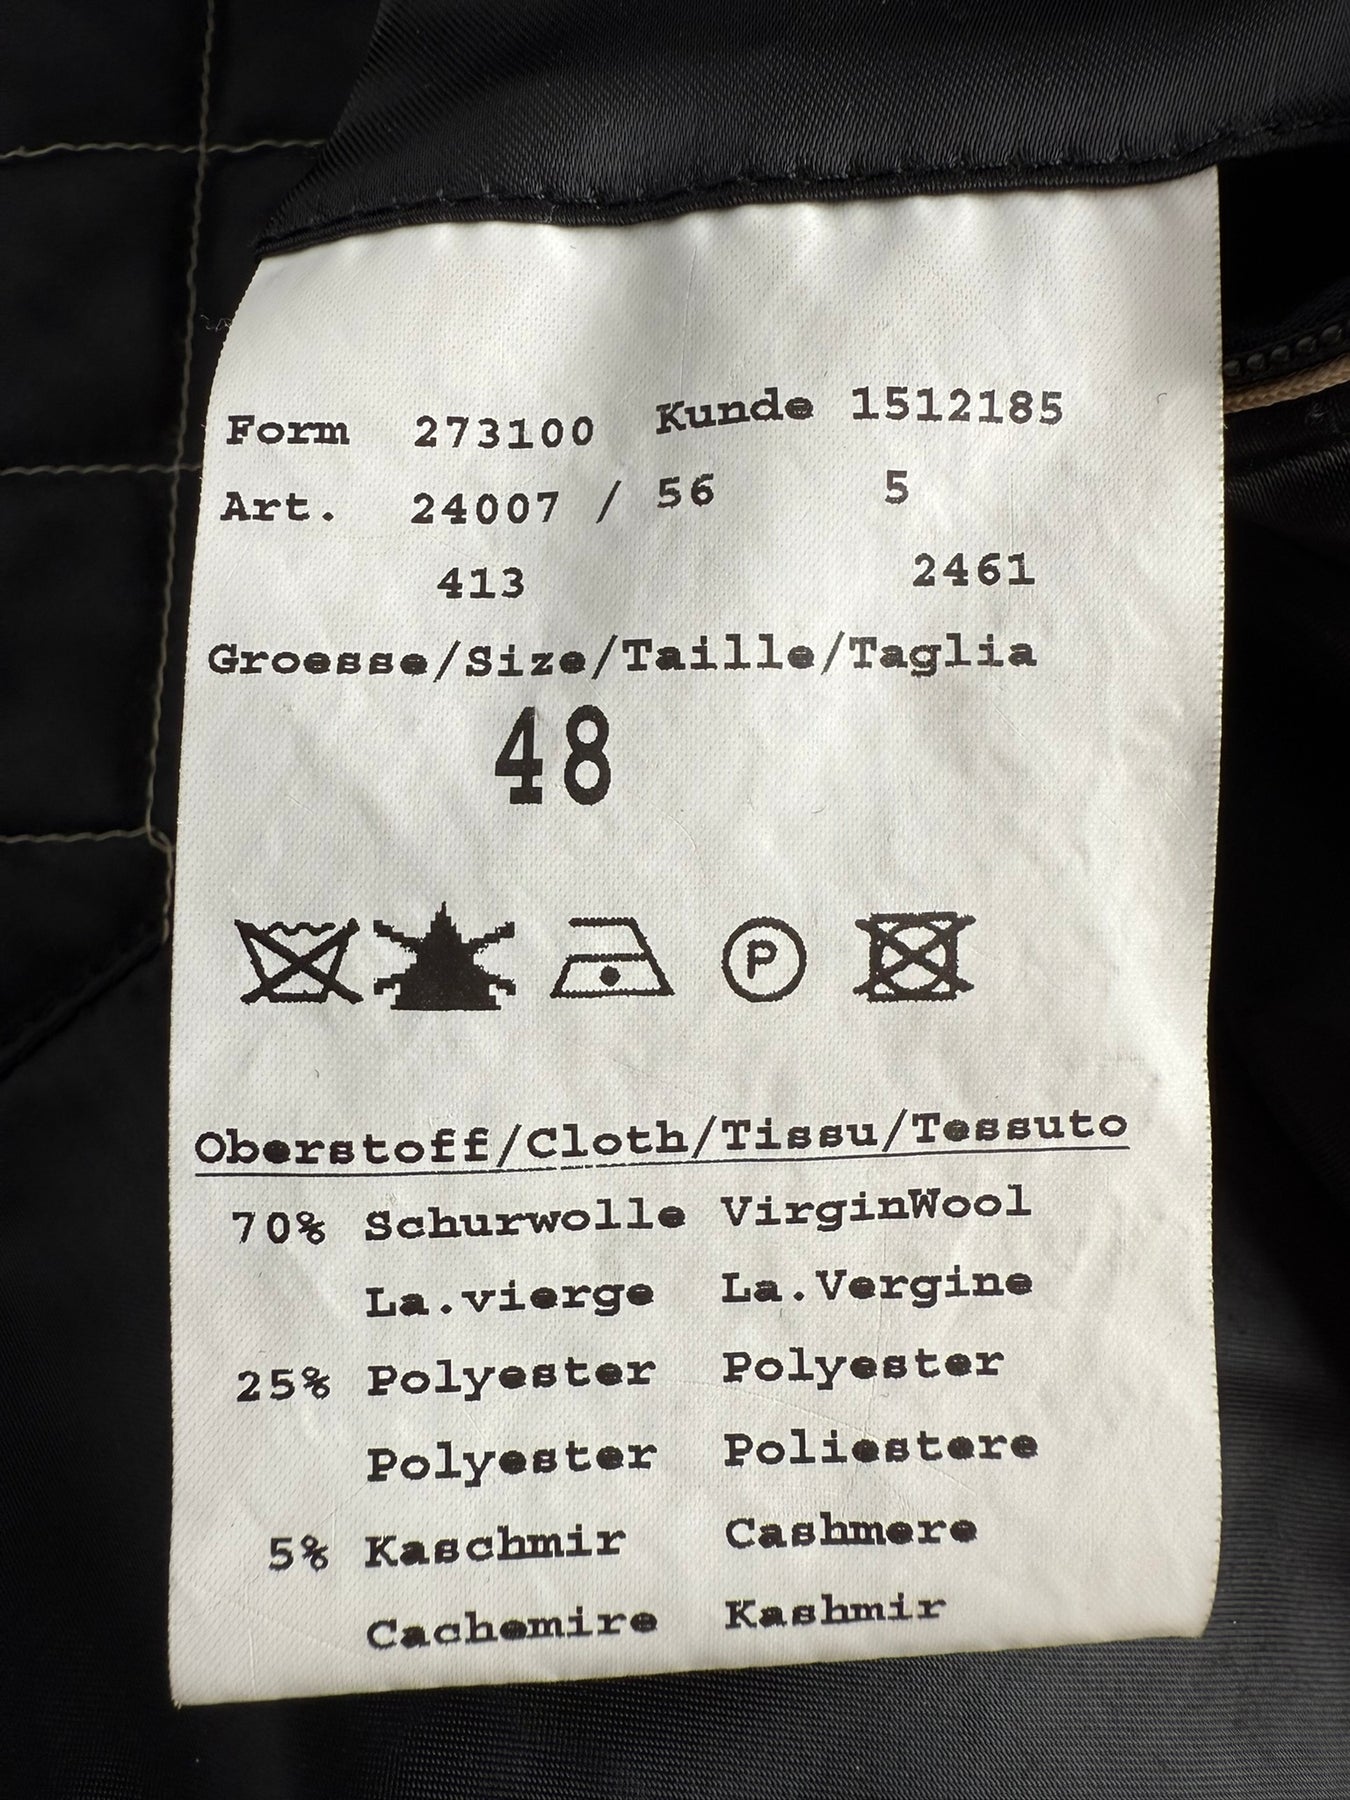 Form 273100 Kunde 1512185
Art. 24007 / 56 5
413 2461
Groesse/Size/Taille/Taglia
48
P
Oberstoff/Cloth/Tissu/Tessuto
70% Schurwolle VirginWool
La.vierge La.Vergine
25% Polyester Polyester
Polyester Poliestere
5% Kaschmir Cashmere
Cachemire Kashmir